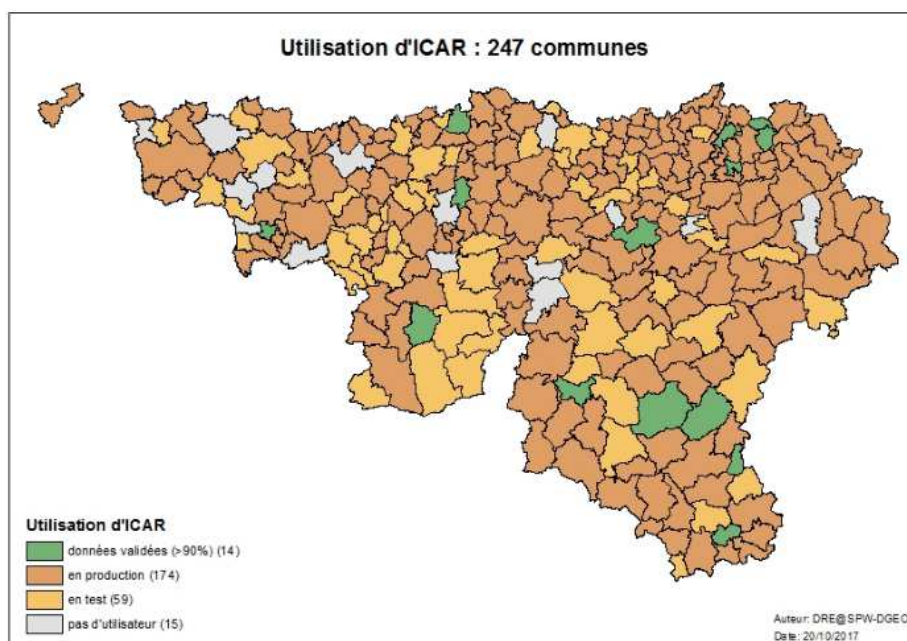 Utilisation d'ICAR : 247 communes
Utilisation d'ICAR
données validées (>90%) (14)
en production (174)
en test (59)
pas d'utilisateur (15)
Auteur: DRE@SPW-DGEO
Date: 20/10/2017